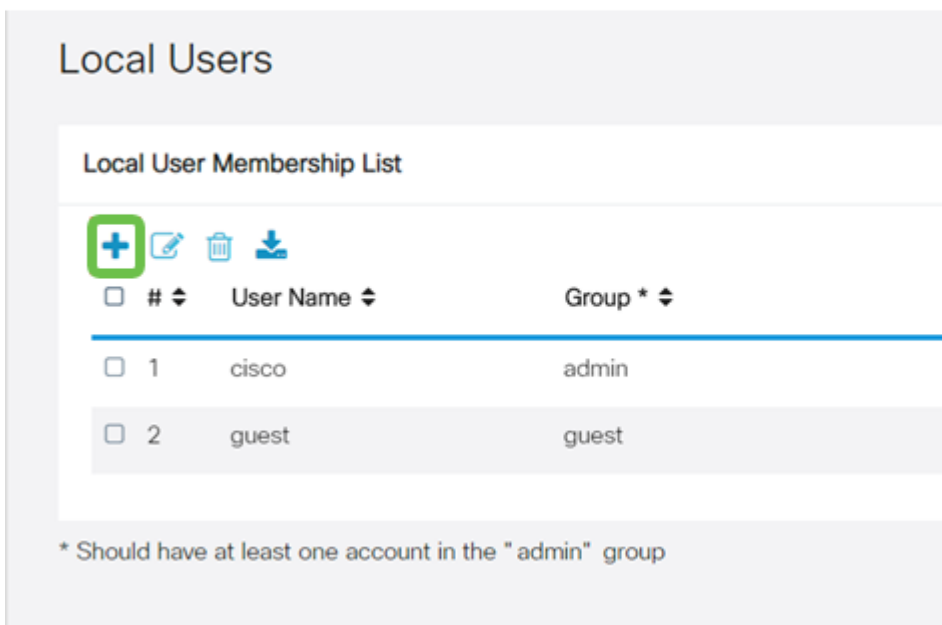 Local Users
Local User Membership List
# User Name Group *
1 cisco admin
2 guest guest
* Should have at least one account in the "admin" group